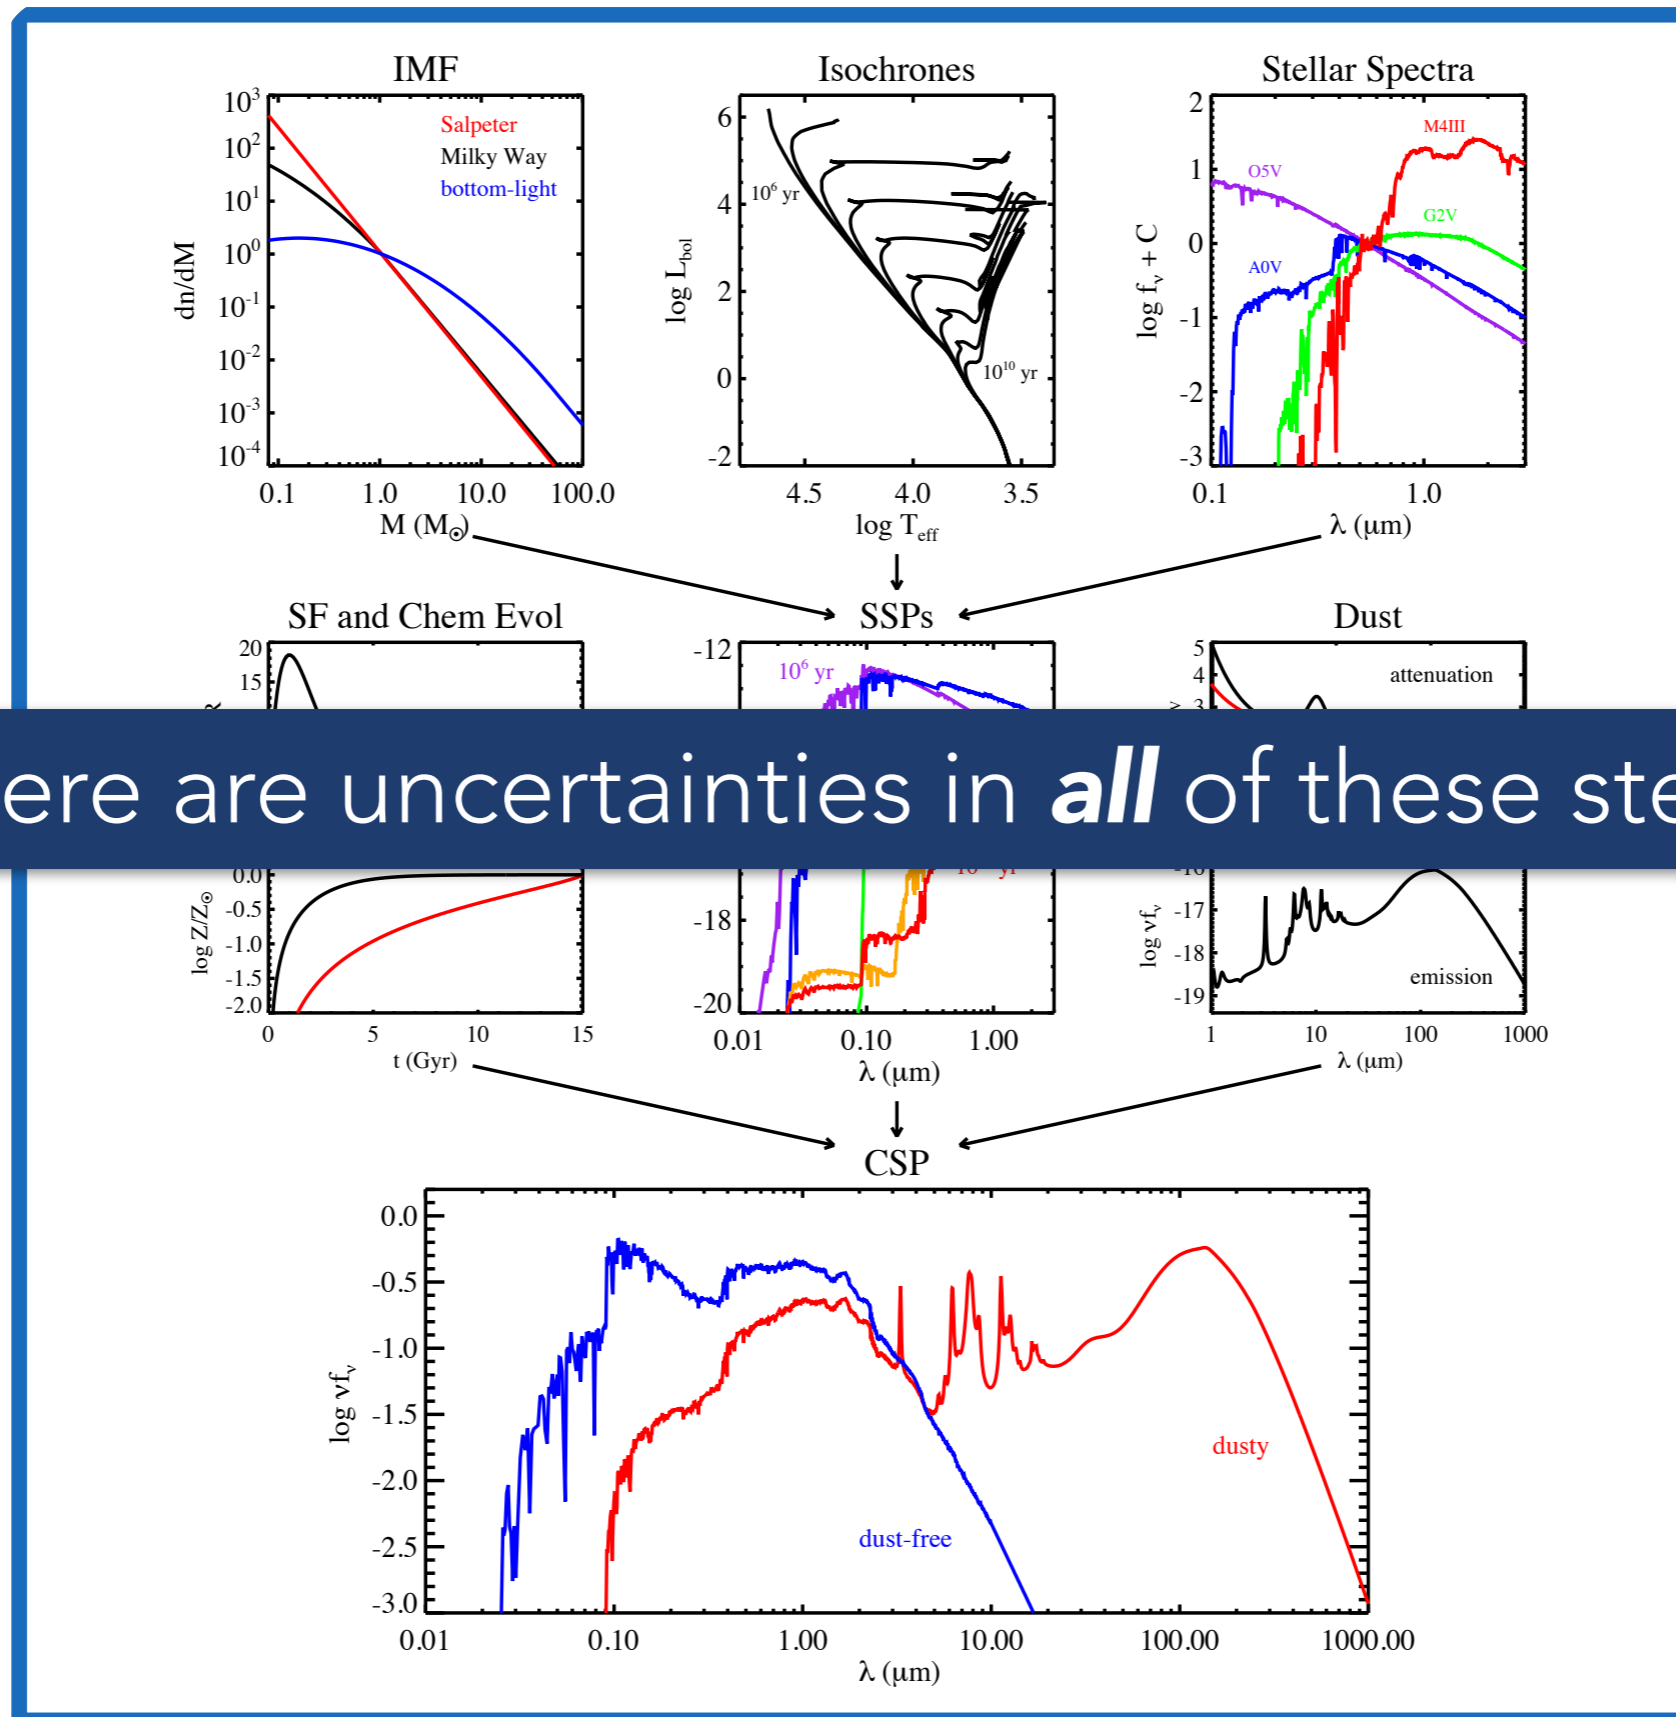 IMF
Isochrones
Stellar Spectra
10³
10²
10¹
10⁰
10⁻¹
10⁻²
10⁻³
10⁻⁴
dn/dM
Salpeter
Milky Way
bottom-light
0.1 1.0 10.0 100.0
M (M☉)
6
4
2
0
-2
log L_bol
10⁶ yr
10¹⁰ yr
4.5 4.0 3.5
log T_eff
2
1
0
-1
-2
-3
log f_ν + C
M4III
O5V
G2V
A0V
0.1 1.0
λ (μm)
SF and Chem Evol
SSPs
Dust
20
15
-12
10⁶ yr
5
4
3
attenuation
ere are uncertainties in all of these ste
0.0
-0.5
-1.0
-1.5
-2.0
log Z/Z☉
0 5 10 15
t (Gyr)
-18
-20
0.01 0.10 1.00
λ (μm)
-17
-18
-19
log νf_ν
emission
1 10 100 1000
λ (μm)
CSP
0.0
-0.5
-1.0
-1.5
-2.0
-2.5
-3.0
log νf_ν
dusty
dust-free
0.01 0.10 1.00 10.00 100.00 1000.00
λ (μm)